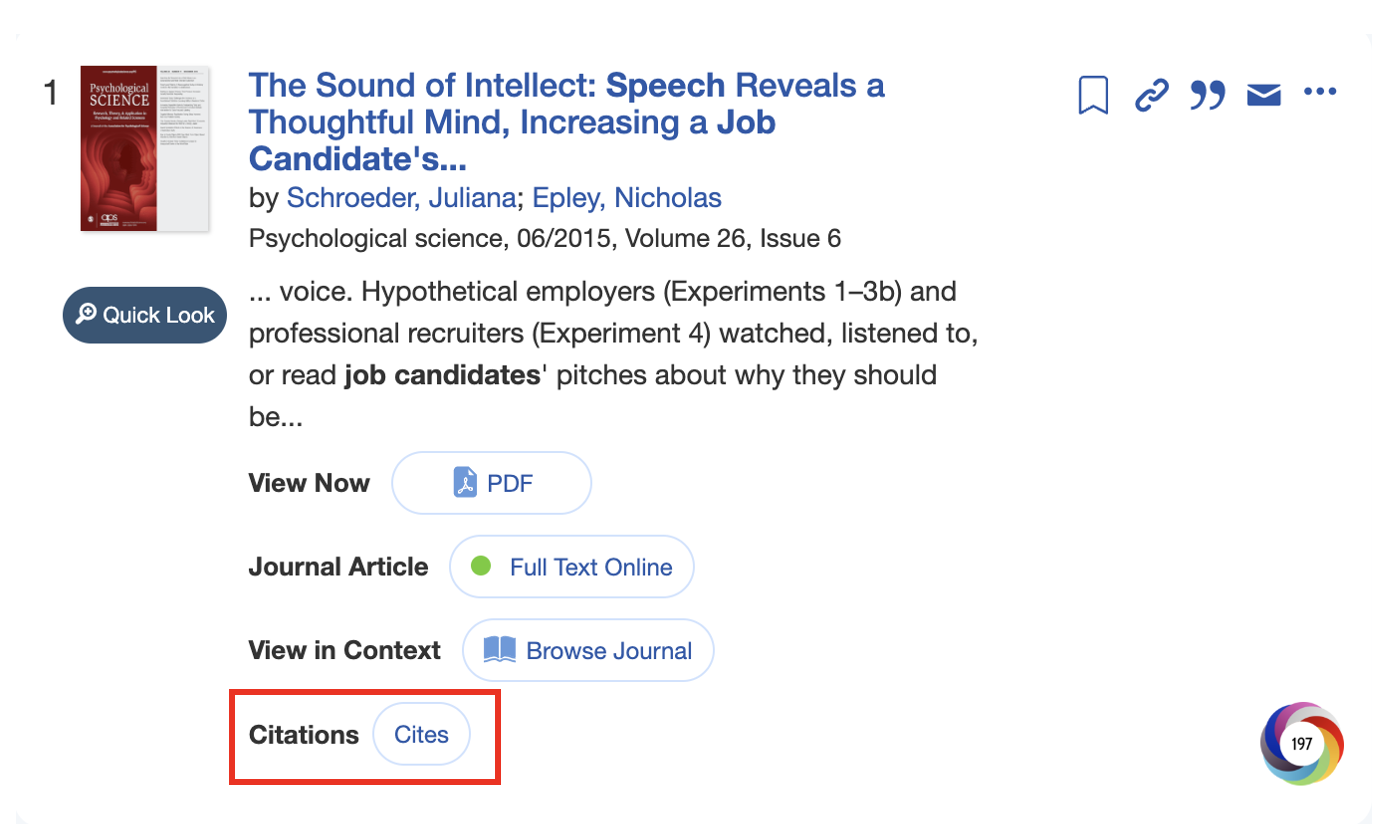 1
Psychological
SCIENCE
The Sound of Intellect: Speech Reveals a
Thoughtful Mind, Increasing a Job
Candidate's...
by Schroeder, Juliana; Epley, Nicholas
Psychological science, 06/2015, Volume 26, Issue 6
Quick Look
... voice. Hypothetical employers (Experiments 1–3b) and
professional recruiters (Experiment 4) watched, listened to,
or read job candidates' pitches about why they should
be...
View Now PDF
Journal Article Full Text Online
View in Context Browse Journal
Citations Cites
197
aps